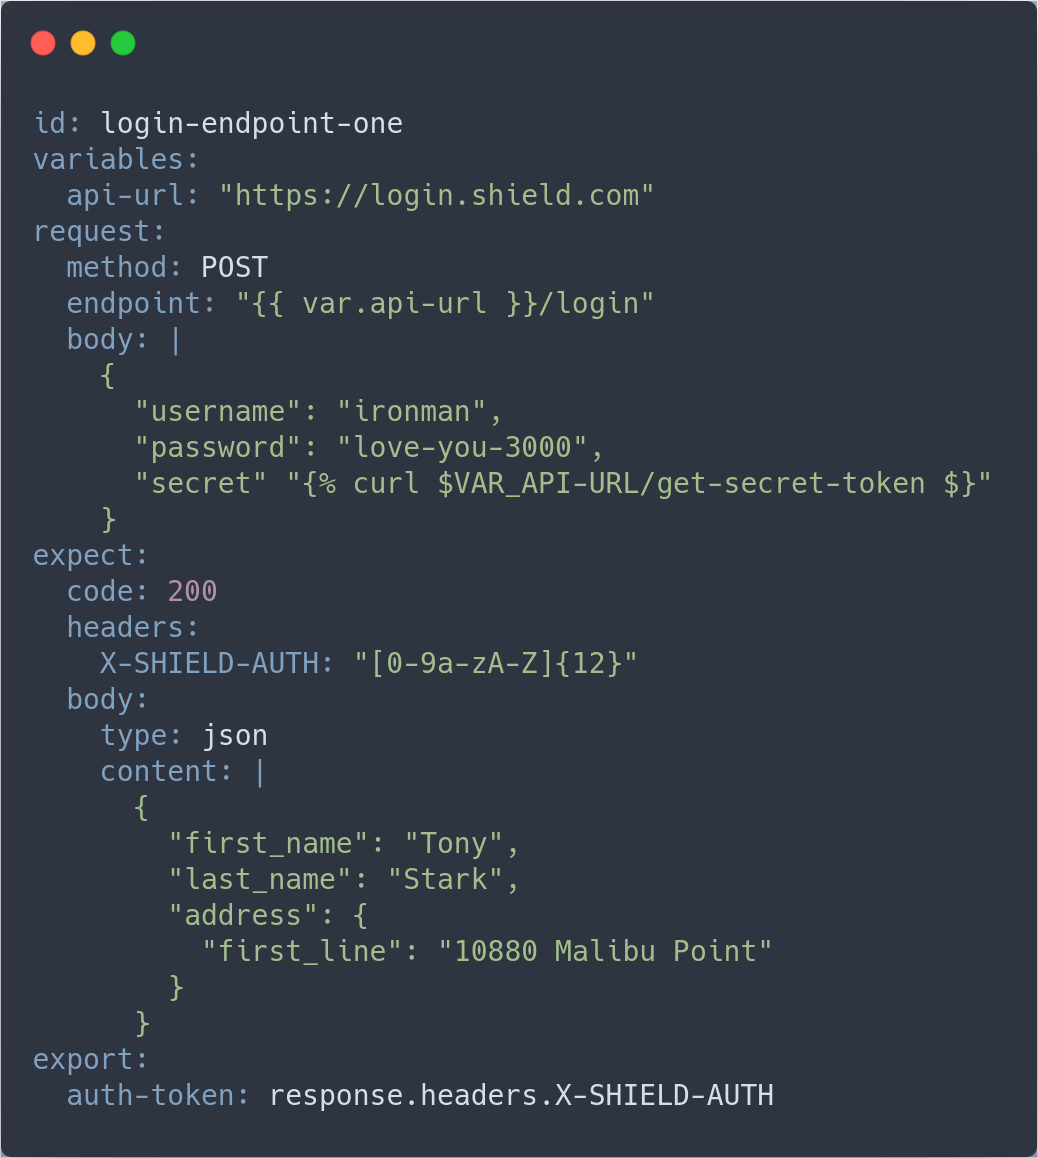 id: login-endpoint-one
variables:
  api-url: "https://login.shield.com"
request:
  method: POST
  endpoint: "{{ var.api-url }}/login"
  body: |
    {
      "username": "ironman",
      "password": "love-you-3000",
      "secret" "{% curl $VAR_API-URL/get-secret-token $}"
    }
expect:
  code: 200
  headers:
    X-SHIELD-AUTH: "[0-9a-zA-Z]{12}"
  body:
    type: json
    content: |
      {
        "first_name": "Tony",
        "last_name": "Stark",
        "address": {
          "first_line": "10880 Malibu Point"
        }
      }
export:
  auth-token: response.headers.X-SHIELD-AUTH